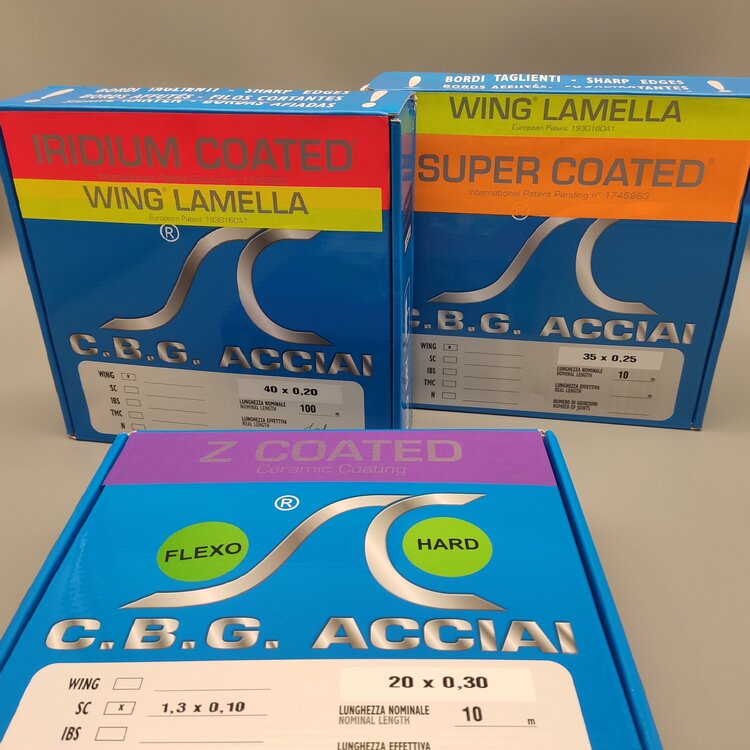 BORDI TAGLIENTI - SHARP EDGES
BORDS AFFUTÉS - FILOS CORTANTES
IRIDIUM COATED
WING® LAMELLA
European Patent 1930160A1
®
C.B.G. ACCIAI
WING x
SC
IBS
TMC
N
40 x 0,20
LUNGHEZZA NOMINALE
NOMINAL LENGTH 100 m
LUNGHEZZA EFFETTIVA
REAL LENGTH
BORDI TAGLIENTI - SHARP EDGES
WING® LAMELLA
European Patent 1930160A1
SUPER COATED®
International Patent Pending n° 1745863
®
C.B.G. ACCIAI
WING x
SC
IBS
TMC
N
35 x 0,25
LUNGHEZZA NOMINALE
NOMINAL LENGTH 10 m
LUNGHEZZA EFFETTIVA
REAL LENGTH
NUMERO DI GIUNZIONI
NUMBER OF JOINTS
Z COATED
Ceramic Coating
®
FLEXO
HARD
C.B.G. ACCIAI
WING
SC x 1,3 x 0,10
IBS
20 x 0,30
LUNGHEZZA NOMINALE
NOMINAL LENGTH 10 m
LUNGHEZZA EFFETTIVA